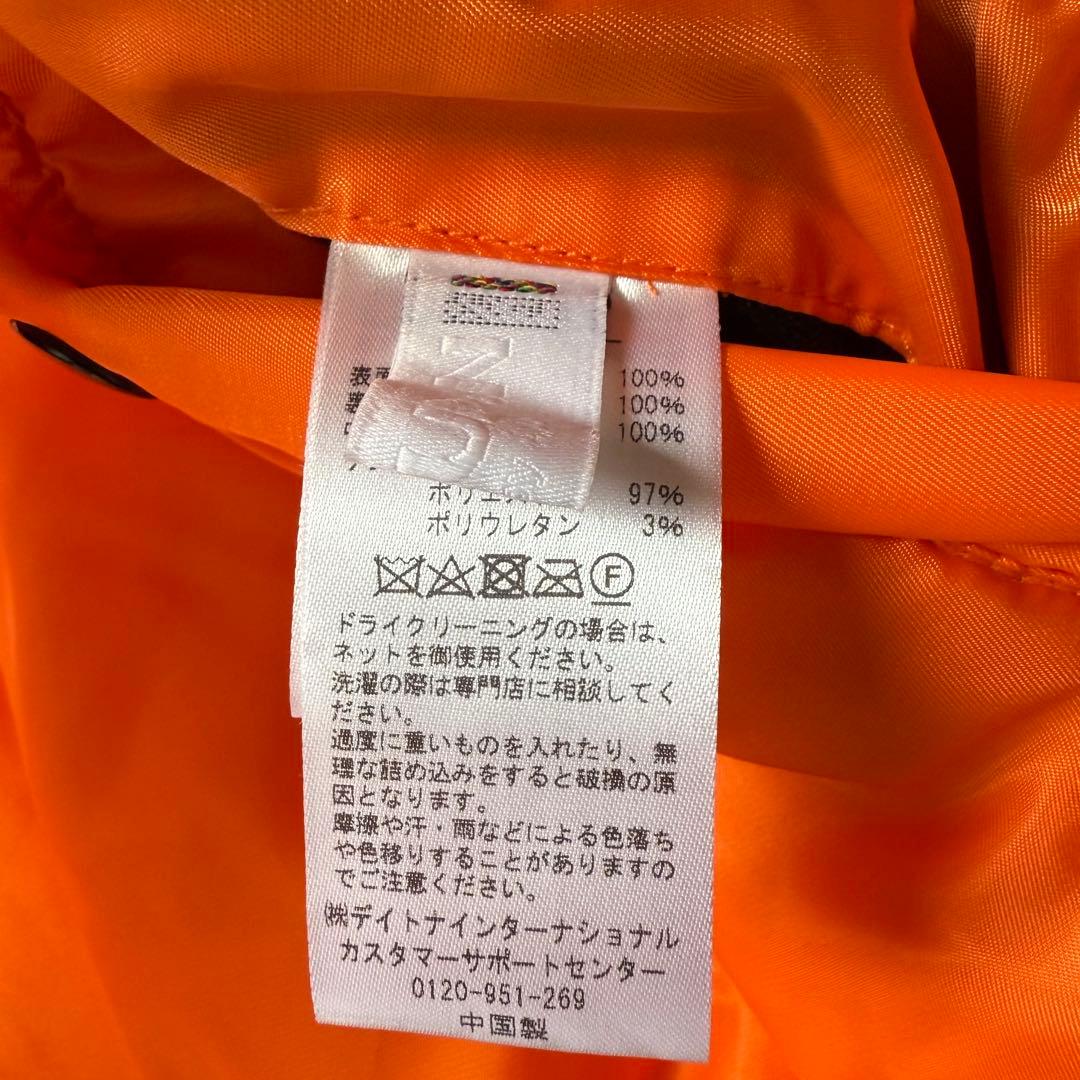 表 100%
100%
100%
ポリエス 97%
ポリウレタン 3%
F
ドライクリーニングの場合は、
ネットを御使用ください。
洗濯の際は専門店に相談してく
ださい。
過度に重いものを入れたり、無
理な詰め込みをすると破損の原
因となります。
摩擦や汗・雨などによる色落ち
や色移りすることがありますの
でご注意ください。
㈱デイトナインターナショナル
カスタマーサポートセンター
0120-951-269
中国製